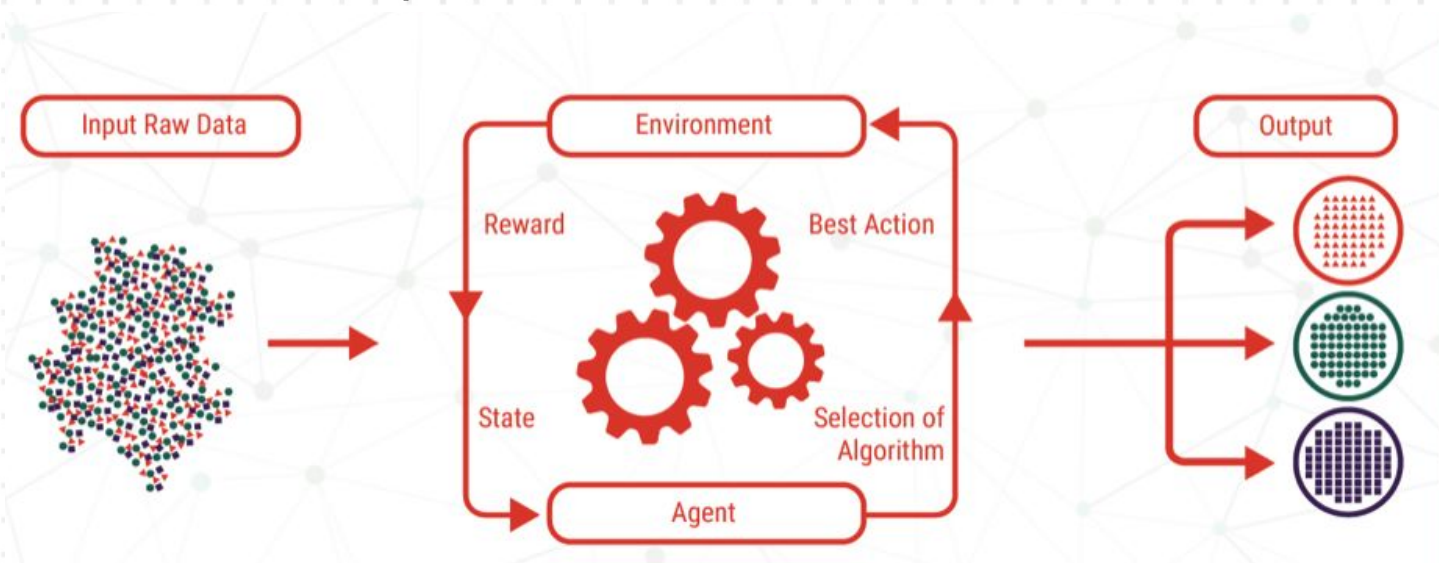 Input Raw Data
Environment
Output
Reward
Best Action
State
Selection of
Algorithm
Agent